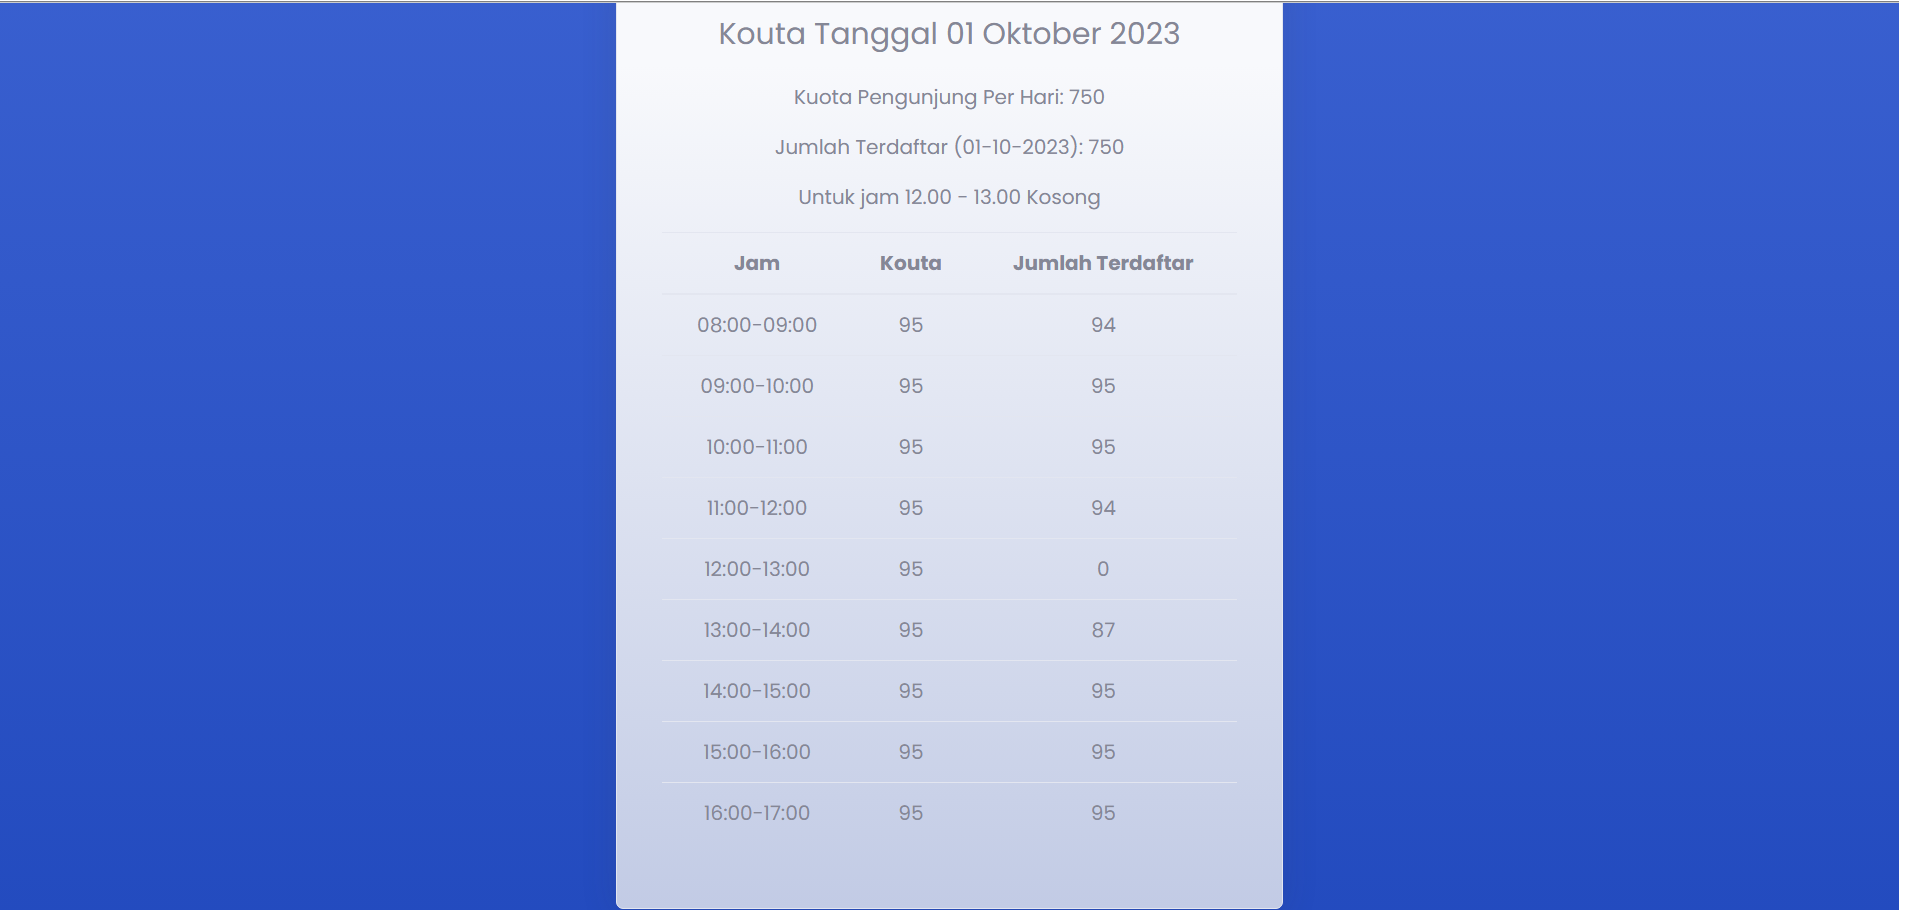 Kouta Tanggal 01 Oktober 2023
Kuota Pengunjung Per Hari: 750
Jumlah Terdaftar (01-10-2023): 750
Untuk jam 12.00 - 13.00 Kosong
Jam Kouta Jumlah Terdaftar
08:00-09:00 95 94
09:00-10:00 95 95
10:00-11:00 95 95
11:00-12:00 95 94
12:00-13:00 95 0
13:00-14:00 95 87
14:00-15:00 95 95
15:00-16:00 95 95
16:00-17:00 95 95